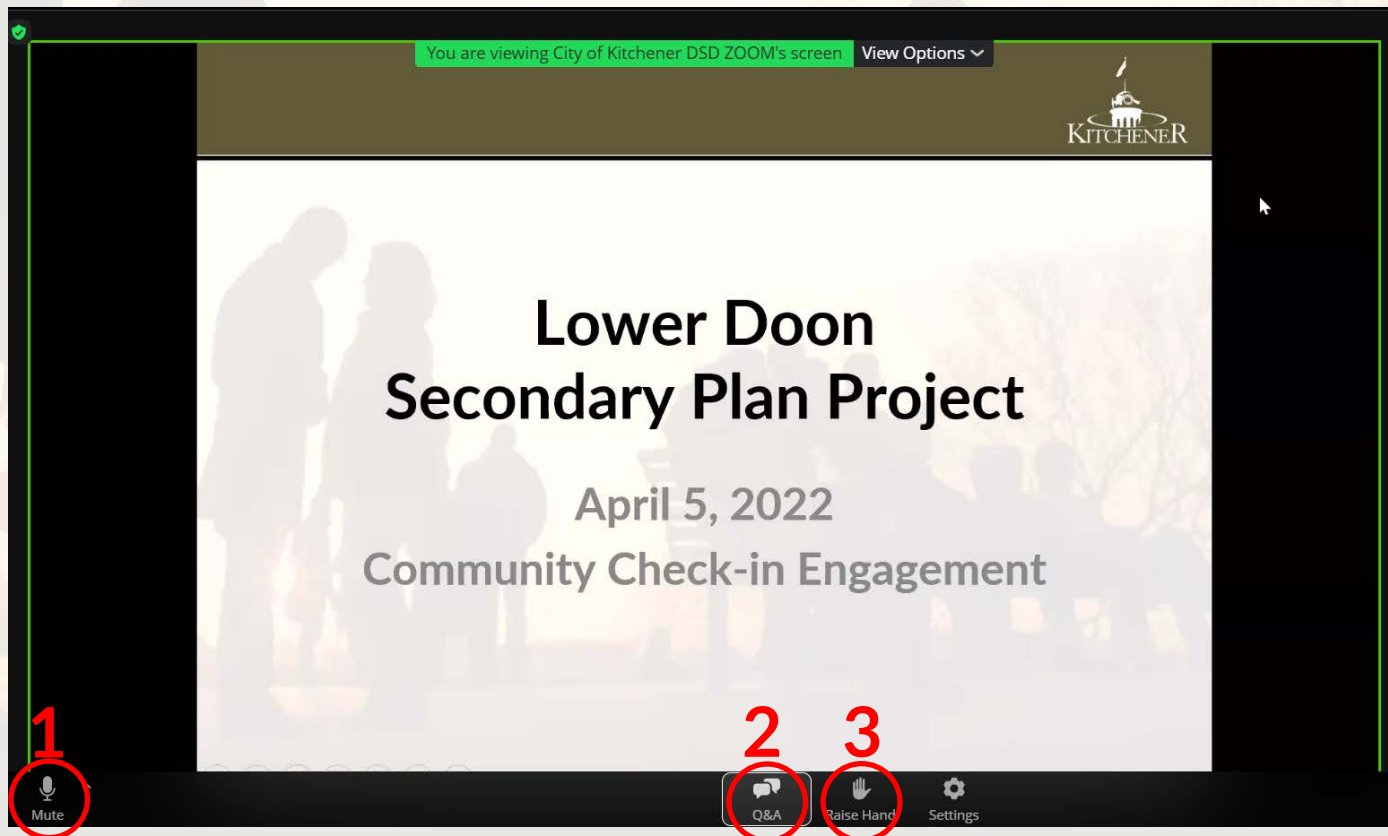 You are viewing City of Kitchener DSD ZOOM's screen View Options
KITCHENER
Lower Doon
Secondary Plan Project
April 5, 2022
Community Check-in Engagement
1 2 3
Mute Q&A Raise Hand Settings